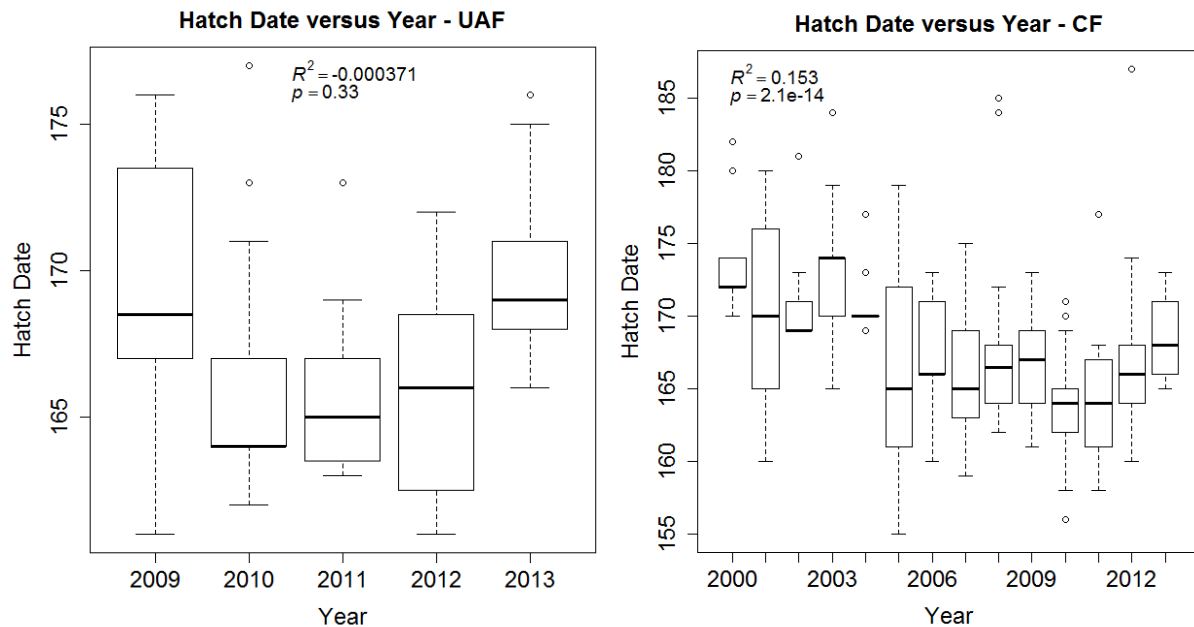 Hatch Date versus Year - UAF
R² = -0.000371
p = 0.33
175
170
165
Hatch Date
2009 2010 2011 2012 2013
Year
Hatch Date versus Year - CF
R² = 0.153
p = 2.1e-14
185
180
175
170
165
160
155
Hatch Date
2000 2003 2006 2009 2012
Year